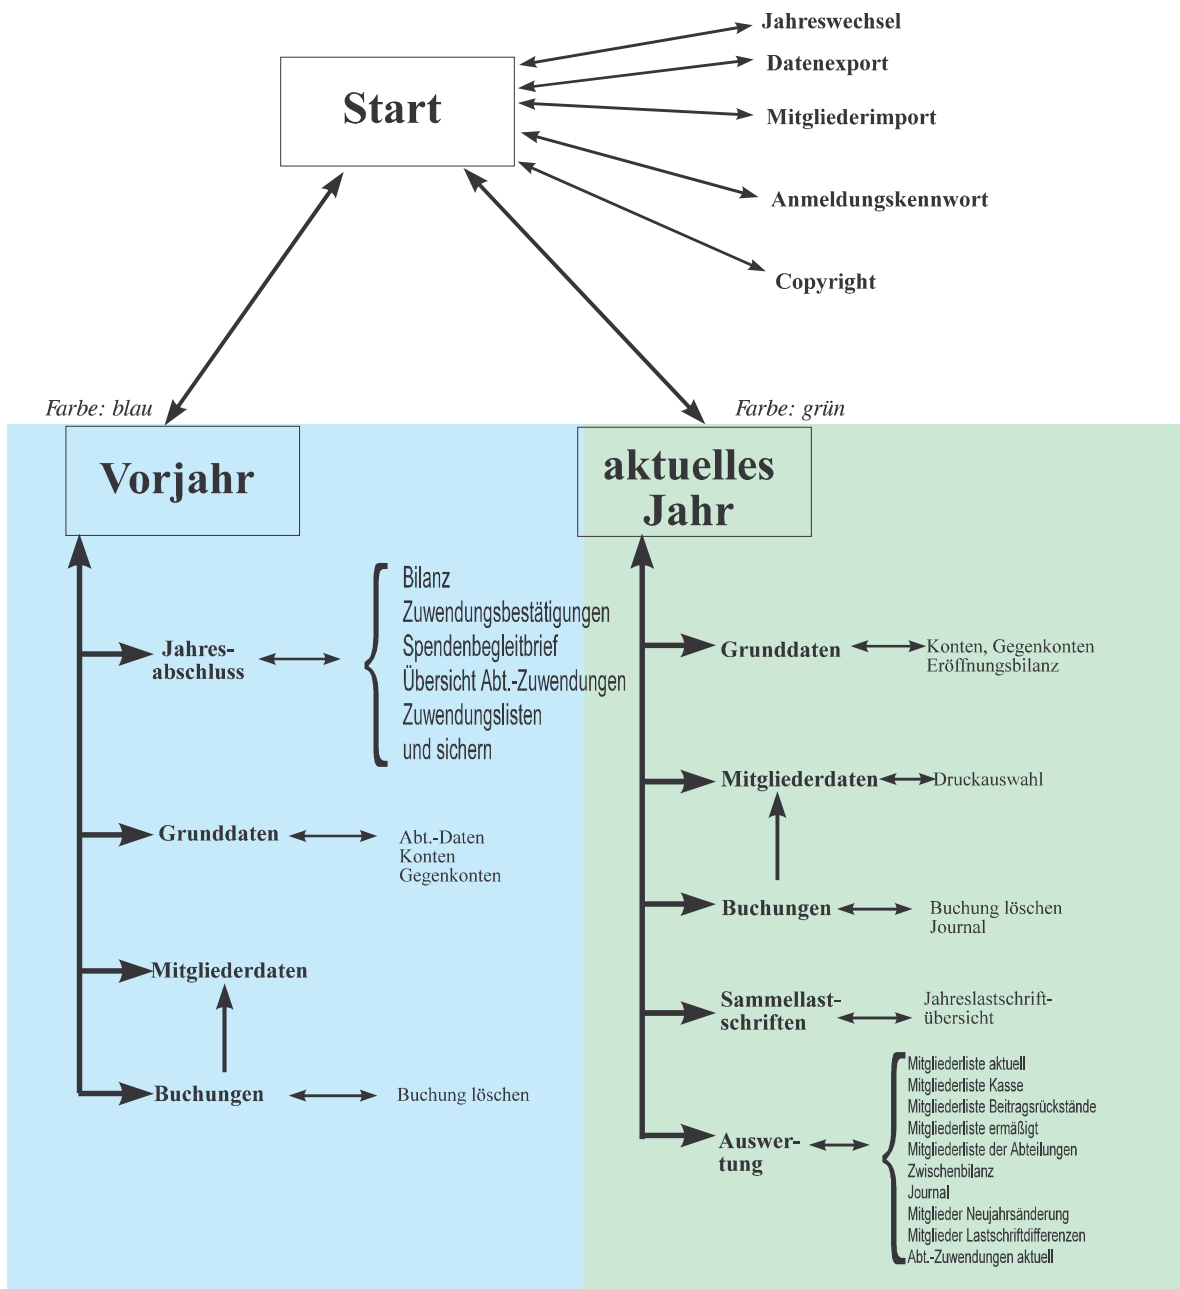 Jahreswechsel
Datenexport
Start
Mitgliederimport
Anmeldungskennwort
Copyright
Farbe: blau
Vorjahr
Jahres-
abschluss
Bilanz
Zuwendungsbestätigungen
Spendenbegleitbrief
Übersicht Abt.-Zuwendungen
Zuwendungslisten
und sichern
Grunddaten
Abt.-Daten
Konten
Gegenkonten
Mitgliederdaten
Buchungen
Buchung löschen
Farbe: grün
aktuelles
Jahr
Grunddaten
Konten, Gegenkonten
Eröffnungsbilanz
Mitgliederdaten
Druckauswahl
Buchungen
Buchung löschen
Journal
Sammellast-
schriften
Jahreslastschrift-
übersicht
Auswer-
tung
Mitgliederliste aktuell
Mitgliederliste Kasse
Mitgliederliste Beitragsrückstände
Mitgliederliste ermäßigt
Mitgliederliste der Abteilungen
Zwischenbilanz
Journal
Mitglieder Neujahrsänderung
Mitglieder Lastschriftdifferenzen
Abt.-Zuwendungen aktuell